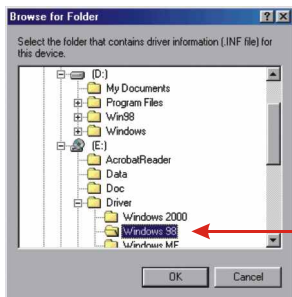 Browse for Folder
Select the folder that contains driver information (.INF file) for
this device.
(D:)
My Documents
Program Files
Win98
Windows
(E:)
AcrobatReader
Data
Doc
Driver
Windows 2000
Windows 98
Windows ME
OK
Cancel